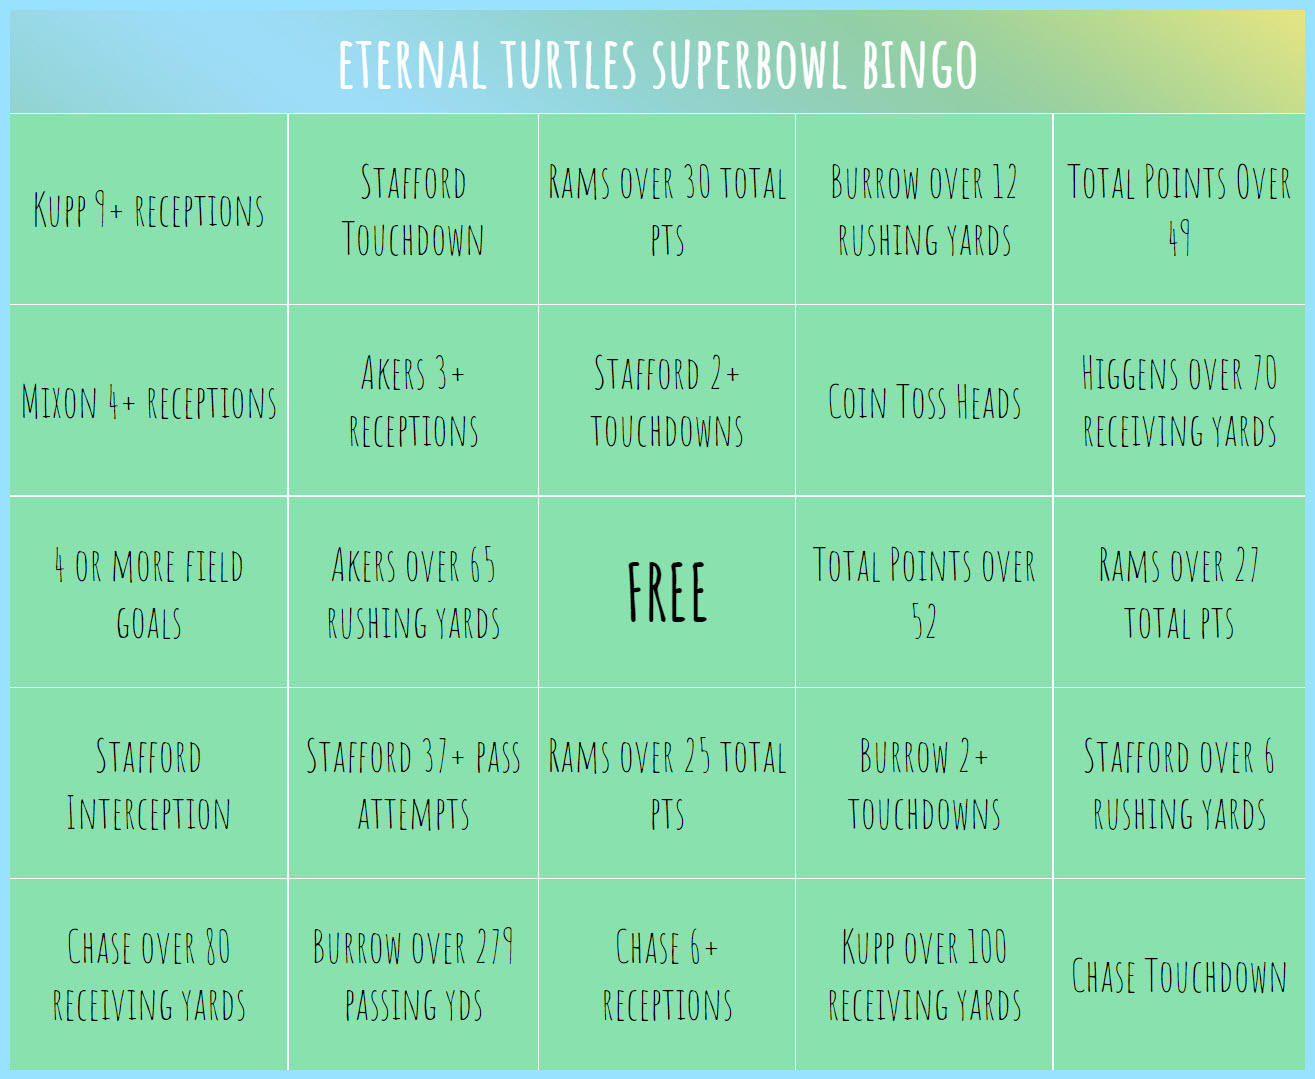 ETERNAL TURTLES SUPERBOWL BINGO
Kupp 9+ receptions
Stafford
Touchdown
Rams over 30 total
pts
Burrow over 12
rushing yards
Total Points Over
49
Mixon 4+ receptions
Akers 3+
receptions
Stafford 2+
touchdowns
Coin Toss Heads
Higgens over 70
receiving yards
4 or more field
goals
Akers over 65
rushing yards
FREE
Total Points over
52
Rams over 27
total pts
Stafford
Interception
Stafford 37+ pass
attempts
Rams over 25 total
pts
Burrow 2+
touchdowns
Stafford over 6
rushing yards
Chase over 80
receiving yards
Burrow over 279
passing yds
Chase 6+
receptions
Kupp over 100
receiving yards
Chase Touchdown